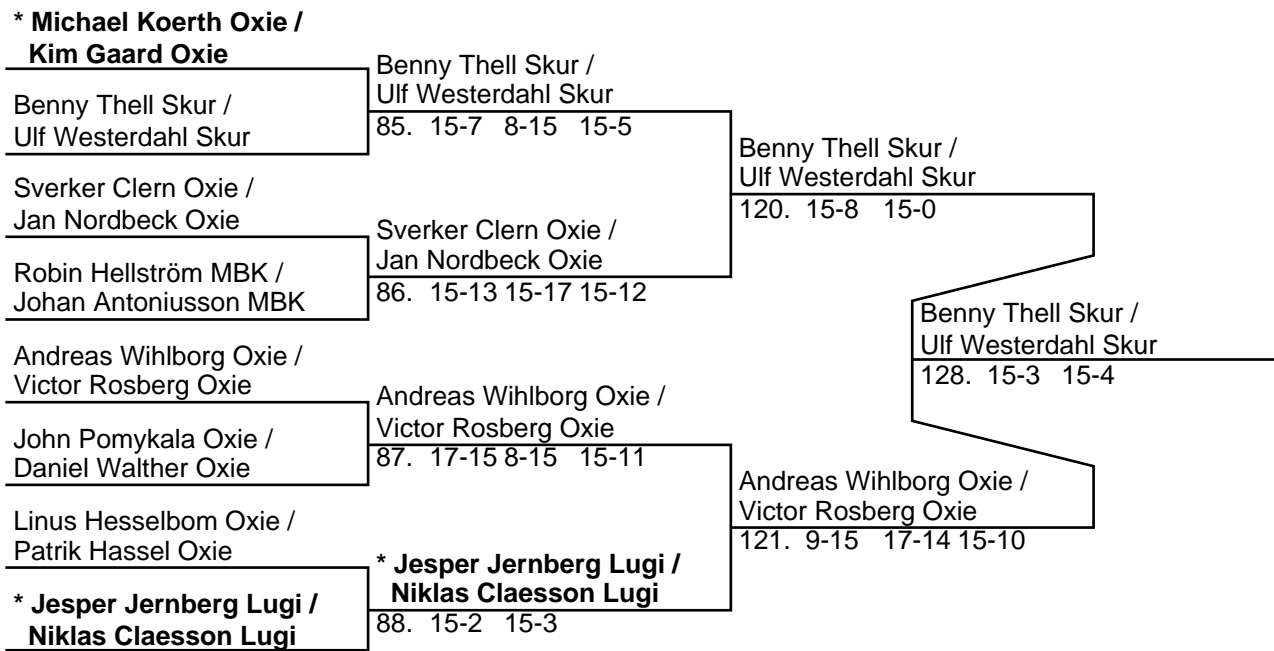 * Michael Koerth Oxie /
Kim Gaard Oxie
Benny Thell Skur /
Ulf Westerdahl Skur
Sverker Clern Oxie /
Jan Nordbeck Oxie
Robin Hellström MBK /
Johan Antoniusson MBK
Andreas Wihlborg Oxie /
Victor Rosberg Oxie
John Pomykala Oxie /
Daniel Walther Oxie
Linus Hesselbom Oxie /
Patrik Hassel Oxie
* Jesper Jernberg Lugi /
Niklas Claesson Lugi
Benny Thell Skur /
Ulf Westerdahl Skur
85. 15-7 8-15 15-5
Sverker Clern Oxie /
Jan Nordbeck Oxie
86. 15-13 15-17 15-12
Andreas Wihlborg Oxie /
Victor Rosberg Oxie
87. 17-15 8-15 15-11
* Jesper Jernberg Lugi /
Niklas Claesson Lugi
88. 15-2 15-3
Benny Thell Skur /
Ulf Westerdahl Skur
120. 15-8 15-0
Andreas Wihlborg Oxie /
Victor Rosberg Oxie
121. 9-15 17-14 15-10
Benny Thell Skur /
Ulf Westerdahl Skur
128. 15-3 15-4